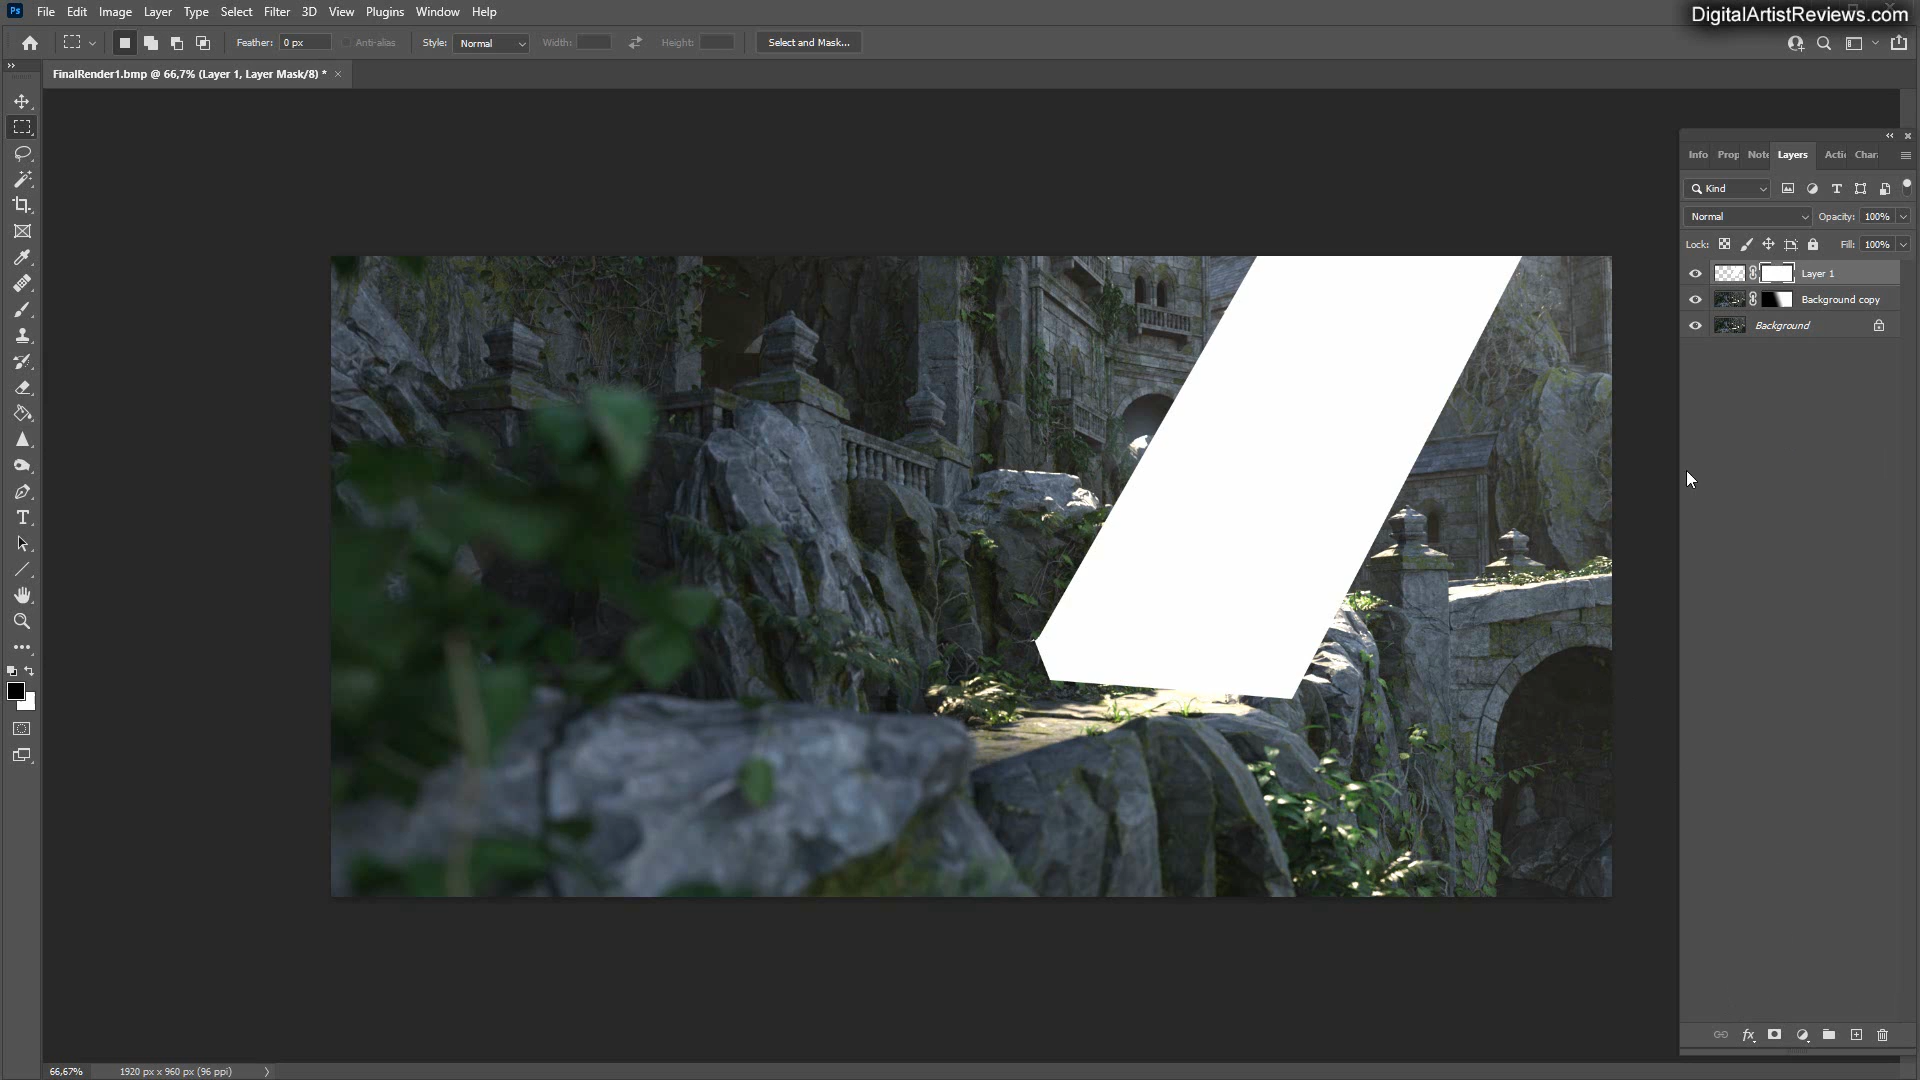 DigitalArtistReviews.com
Ps File Edit Image Layer Type Select Filter 3D View Plugins Window Help
Feather: 0 px Anti-alias Style: Normal Width: Height: Select and Mask...
FinalRender1.bmp @ 66,7% (Layer 1, Layer Mask/8) * ×
Info Prop Note Layers Acti Char
Kind
Normal Opacity: 100%
Lock: Fill: 100%
Layer 1
Background copy
Background
fx
66,67% 1920 px x 960 px (96 ppi)